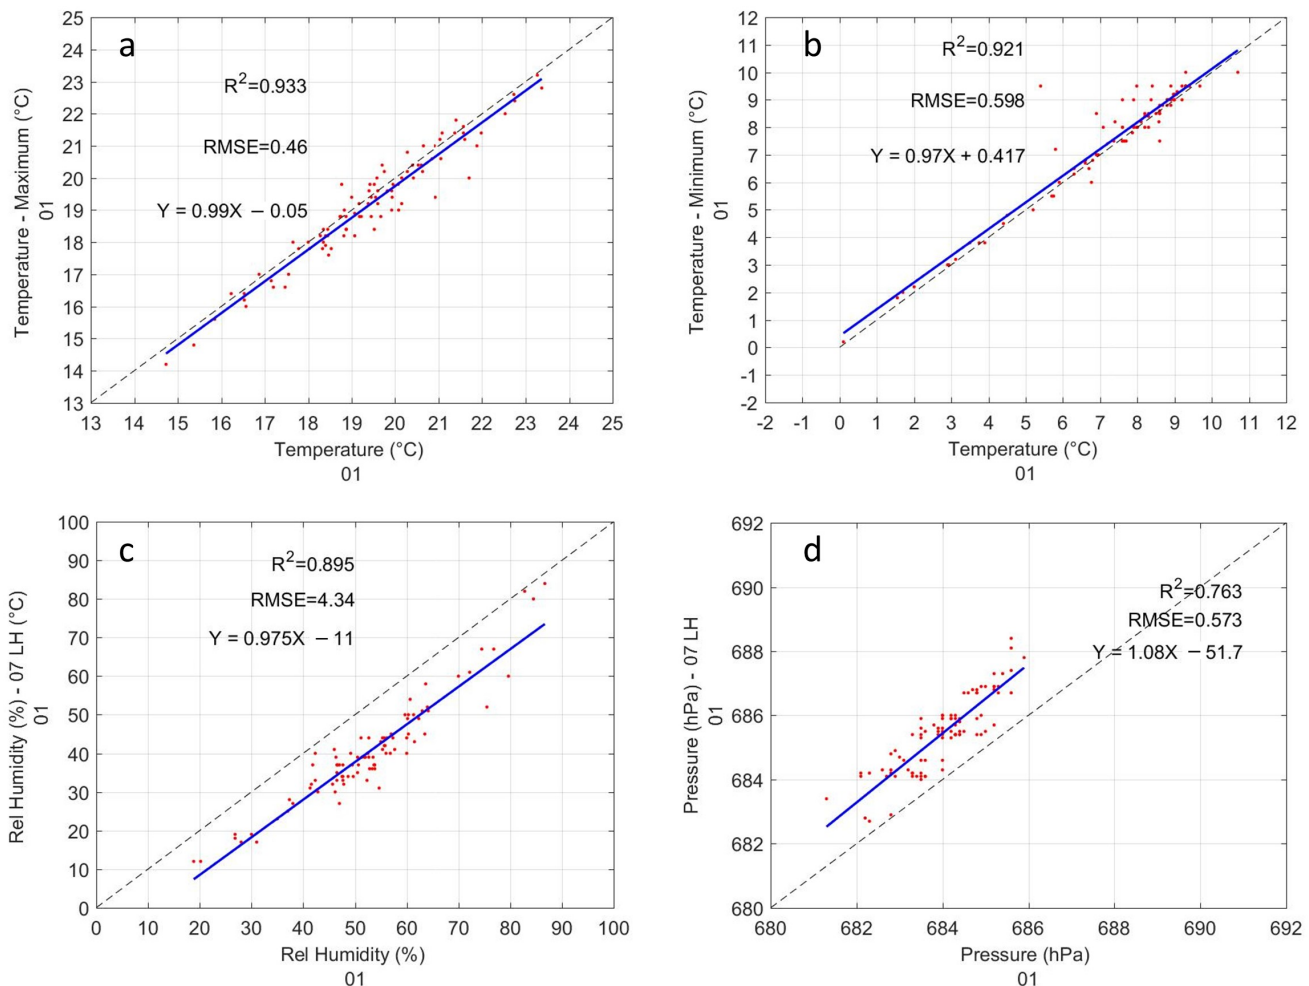 a
R2=0.933
RMSE=0.46
Y = 0.99X − 0.05
25
24
23
22
21
20
19
18
17
16
15
14
13
Temperature - Maximum (°C)
01
13 14 15 16 17 18 19 20 21 22 23 24 25
Temperature (°C)
01
b
R2=0.921
RMSE=0.598
Y = 0.97X + 0.417
12
11
10
9
8
7
6
5
4
3
2
1
0
-1
-2
Temperature - Minimum (°C)
01
-2 -1 0 1 2 3 4 5 6 7 8 9 10 11 12
Temperature (°C)
01
c
R2=0.895
RMSE=4.34
Y = 0.975X − 11
100
90
80
70
60
50
40
30
20
10
0
Rel Humidity (%) - 07 LH (°C)
01
0 10 20 30 40 50 60 70 80 90 100
Rel Humidity (%)
01
d
R2=0.763
RMSE=0.573
Y = 1.08X − 51.7
692
690
688
686
684
682
680
Pressure (hPa) - 07 LH
01
680 682 684 686 688 690 692
Pressure (hPa)
01